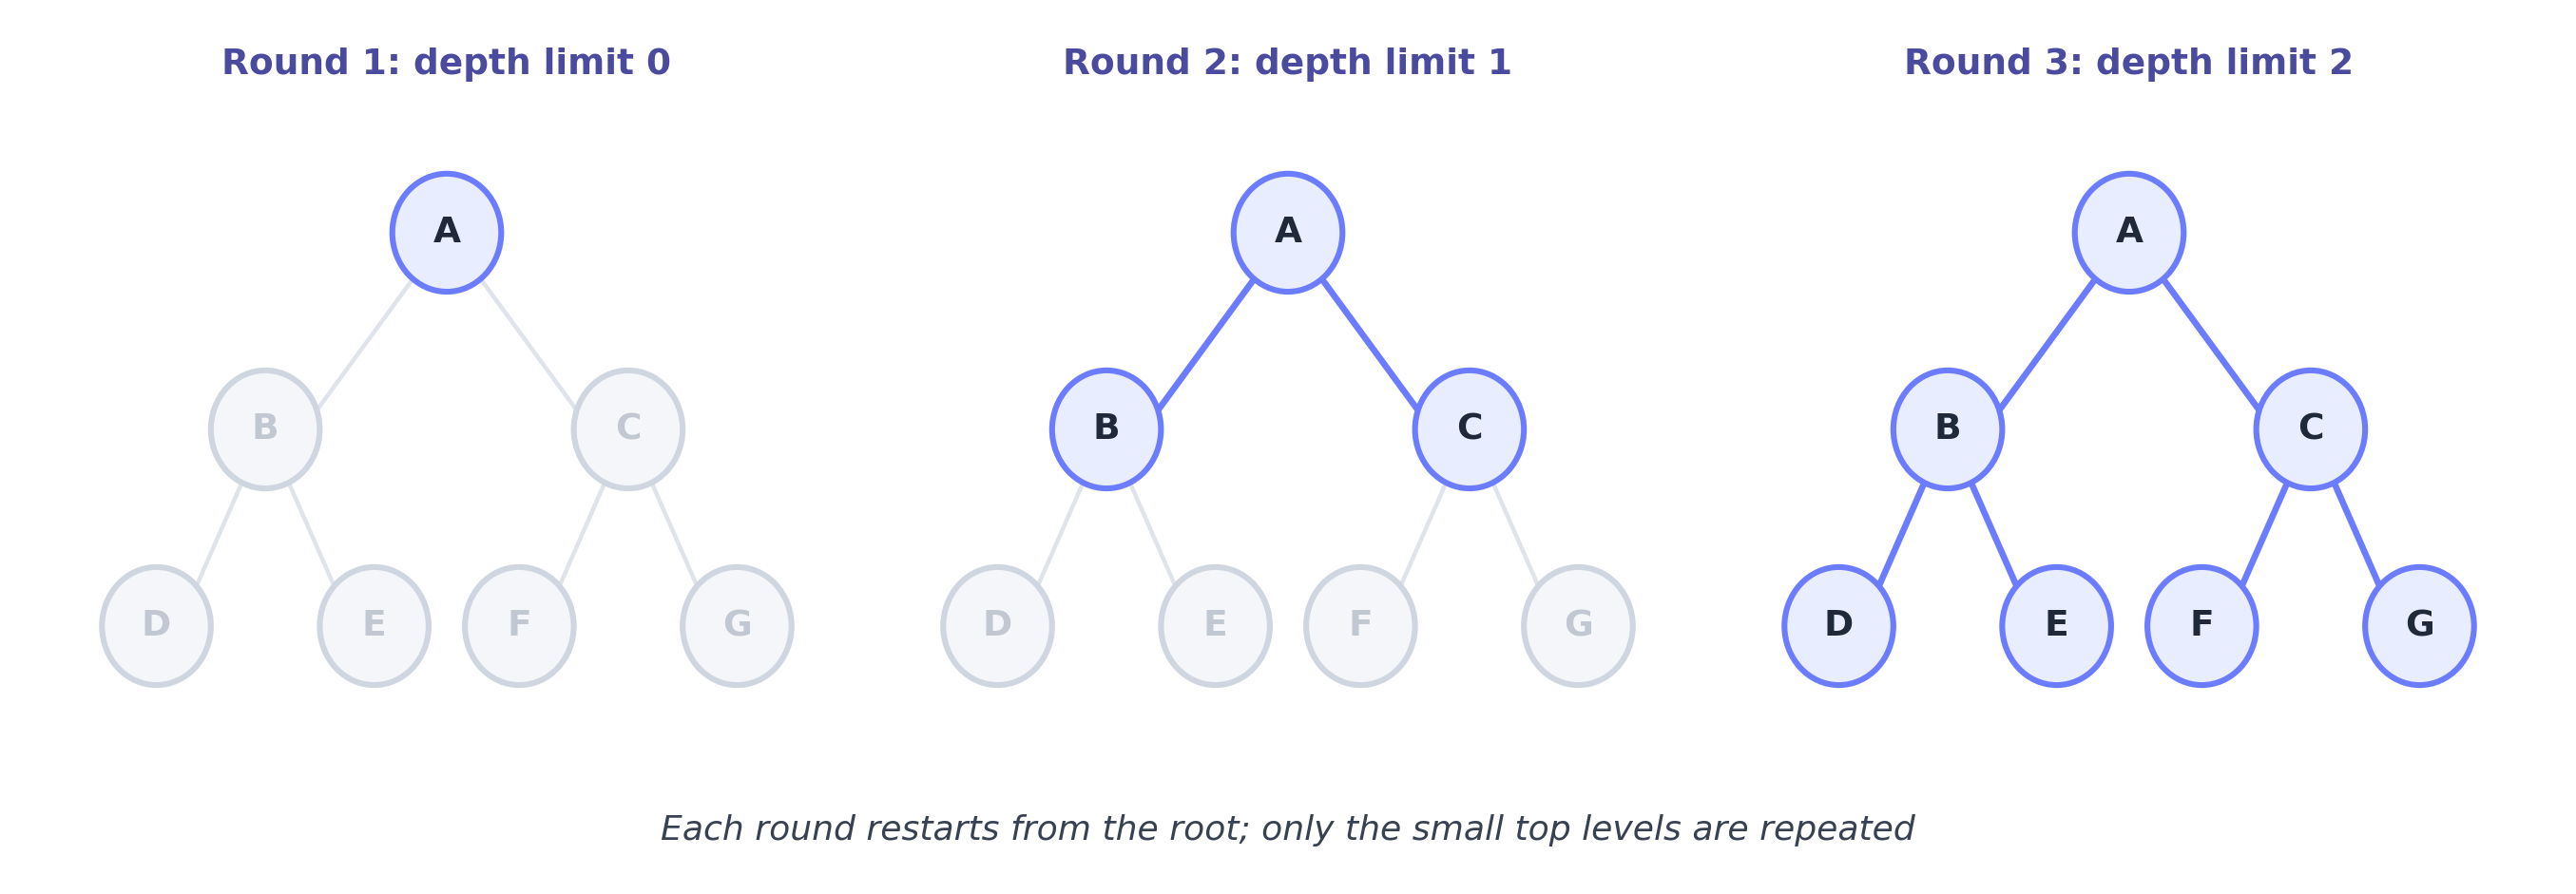 Round 1: depth limit 0
Round 2: depth limit 1
Round 3: depth limit 2
A
A
A
B
C
B
C
B
C
D
E
F
G
D
E
F
G
D
E
F
G
Each round restarts from the root; only the small top levels are repeated